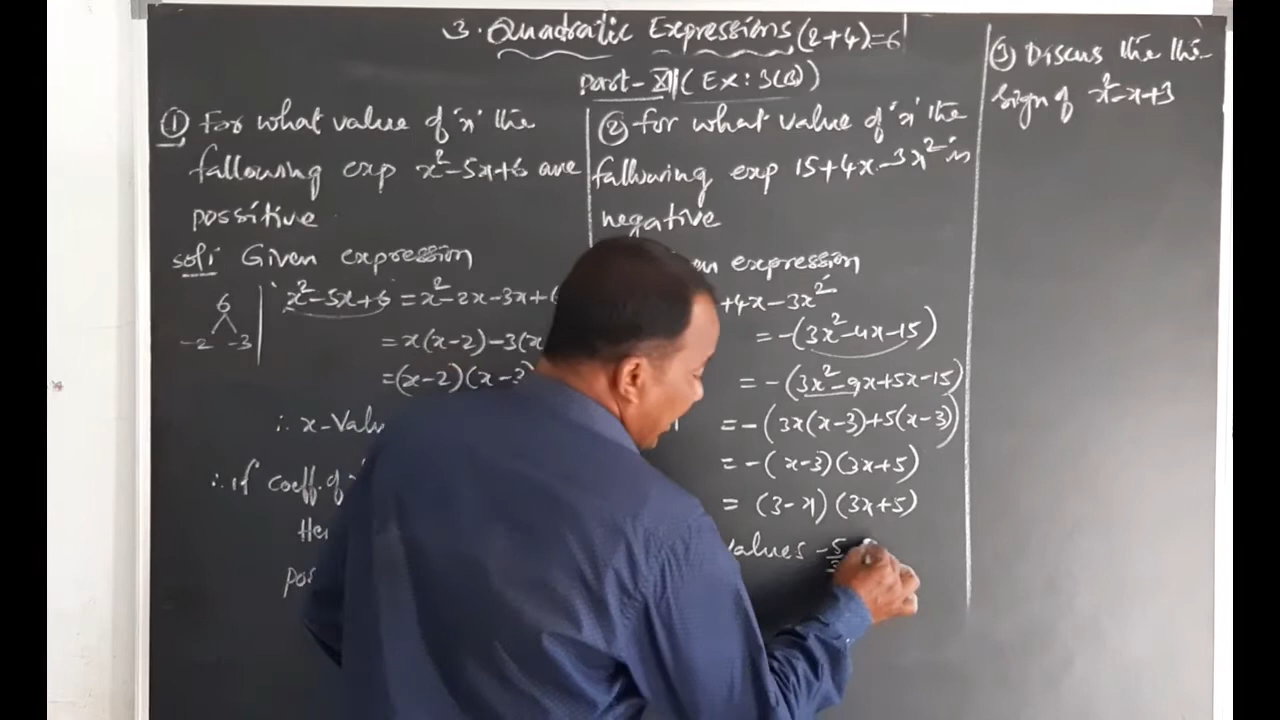 3. Quadratic Expressions (2+4)=6
part-XII (Ex: 3(B))
① For what value of 'x' the
fallowing exp x²-5x+6 are
possitive
sol: Given expression
6
-2 -3
x²-5x+6 = x²-2x-3x+
=x(x-2)-3(x
=(x-2)(x-3)
∴ x-Valu
∴ if coeff. of
He
pos
② For what value of 'x' the
fallowing exp 15+4x-3x² is
negative
en expression
+4x-3x²
=-(3x²-4x-15)
=-(3x²-9x+5x-15)
=-(3x(x-3)+5(x-3))
=-(x-3)(3x+5)
= (3-x)(3x+5)
values -5
③ Discus the the
sign of x²-x+3